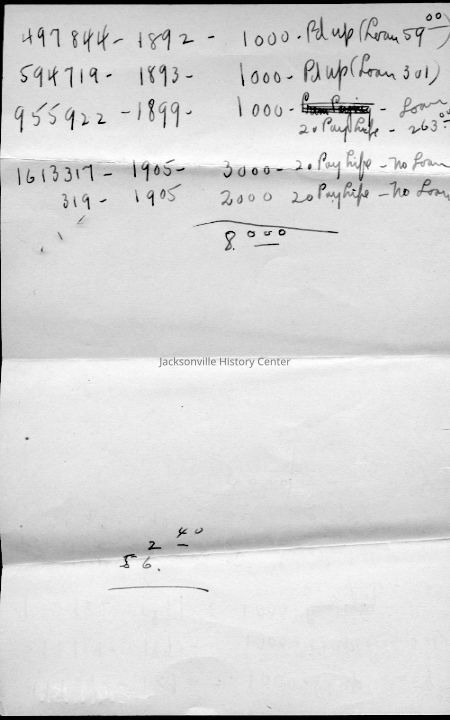 497844 - 1892 - 1000 - Pd up (Loan 59 00
594719 - 1893 - 1000 - Pd up (Loan 301)
955922 - 1899 - 1000 - - Loan
20 Pay Life - 263.00
1613317 - 1905 - 3000 - 20 Pay Life - No Loan
319 - 1905 2000 20 Pay Life - No Loan
8.000
Jacksonville History Center
2 40
56.